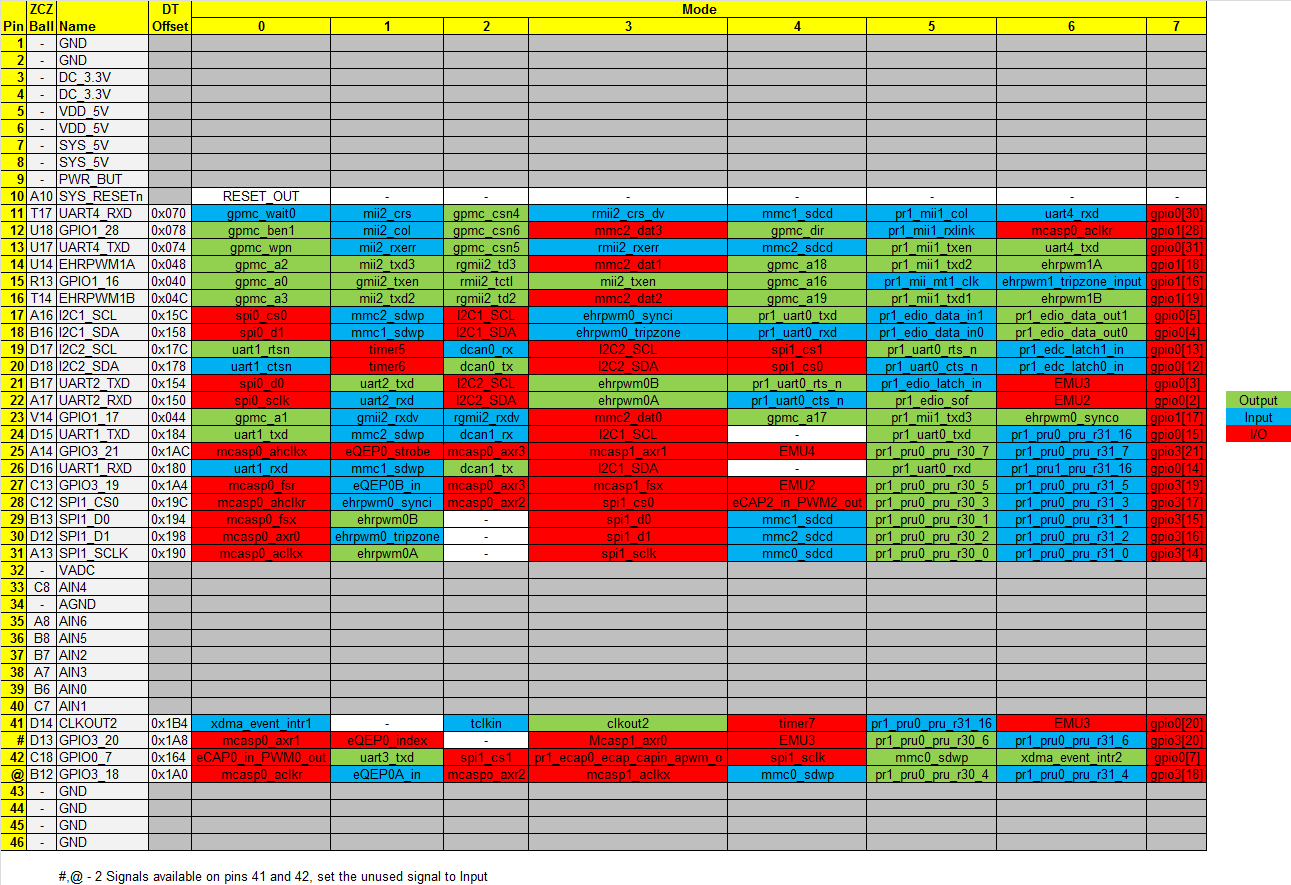 ZCZ DT Mode
Pin Ball Name Offset 0 1 2 3 4 5 6 7
1 - GND
2 - GND
3 - DC_3.3V
4 - DC_3.3V
5 - VDD_5V
6 - VDD_5V
7 - SYS_5V
8 - SYS_5V
9 - PWR_BUT
10 A10 SYS_RESETn RESET_OUT - - - - - - -
11 T17 UART4_RXD 0x070 gpmc_wait0 mii2_crs gpmc_csn4 rmii2_crs_dv mmc1_sdcd pr1_mii1_col uart4_rxd gpio0[30]
12 U18 GPIO1_28 0x078 gpmc_ben1 mii2_col gpmc_csn6 mmc2_dat3 gpmc_dir pr1_mii1_rxlink mcasp0_aclkr gpio1[28]
13 U17 UART4_TXD 0x074 gpmc_wpn mii2_rxerr gpmc_csn5 rmii2_rxerr mmc2_sdcd pr1_mii1_txen uart4_txd gpio0[31]
14 U14 EHRPWM1A 0x048 gpmc_a2 mii2_txd3 rgmii2_td3 mmc2_dat1 gpmc_a18 pr1_mii1_txd2 ehrpwm1A gpio1[18]
15 R13 GPIO1_16 0x040 gpmc_a0 gmii2_txen rmii2_tctl mii2_txen gpmc_a16 pr1_mii_mt1_clk ehrpwm1_tripzone_input gpio1[16]
16 T14 EHRPWM1B 0x04C gpmc_a3 mii2_txd2 rgmii2_td2 mmc2_dat2 gpmc_a19 pr1_mii1_txd1 ehrpwm1B gpio1[19]
17 A16 I2C1_SCL 0x15C spi0_cs0 mmc2_sdwp I2C1_SCL ehrpwm0_synci pr1_uart0_txd pr1_edio_data_in1 pr1_edio_data_out1 gpio0[5]
18 B16 I2C1_SDA 0x158 spi0_d1 mmc1_sdwp I2C1_SDA ehrpwm0_tripzone pr1_uart0_rxd pr1_edio_data_in0 pr1_edio_data_out0 gpio0[4]
19 D17 I2C2_SCL 0x17C uart1_rtsn timer5 dcan0_rx I2C2_SCL spi1_cs1 pr1_uart0_rts_n pr1_edc_latch1_in gpio0[13]
20 D18 I2C2_SDA 0x178 uart1_ctsn timer6 dcan0_tx I2C2_SDA spi1_cs0 pr1_uart0_cts_n pr1_edc_latch0_in gpio0[12]
21 B17 UART2_TXD 0x154 spi0_d0 uart2_txd I2C2_SCL ehrpwm0B pr1_uart0_rts_n pr1_edio_latch_in EMU3 gpio0[3]
22 A17 UART2_RXD 0x150 spi0_sclk uart2_rxd I2C2_SDA ehrpwm0A pr1_uart0_cts_n pr1_edio_sof EMU2 gpio0[2]
Output
23 V14 GPIO1_17 0x044 gpmc_a1 gmii2_rxdv rgmii2_rxdv mmc2_dat0 gpmc_a17 pr1_mii1_txd3 ehrpwm0_synco gpio1[17]
Input
24 D15 UART1_TXD 0x184 uart1_txd mmc2_sdwp dcan1_rx I2C1_SCL - pr1_uart0_txd pr1_pru0_pru_r31_16 gpio0[15]
I/O
25 A14 GPIO3_21 0x1AC mcasp0_ahclkx eQEP0_strobe mcasp0_axr3 mcasp1_axr1 EMU4 pr1_pru0_pru_r30_7 pr1_pru0_pru_r31_7 gpio3[21]
26 D16 UART1_RXD 0x180 uart1_rxd mmc1_sdwp dcan1_tx I2C1_SDA - pr1_uart0_rxd pr1_pru1_pru_r31_16 gpio0[14]
27 C13 GPIO3_19 0x1A4 mcasp0_fsr eQEP0B_in mcasp0_axr3 mcasp1_fsx EMU2 pr1_pru0_pru_r30_5 pr1_pru0_pru_r31_5 gpio3[19]
28 C12 SPI1_CS0 0x19C mcasp0_ahclkr ehrpwm0_synci mcasp0_axr2 spi1_cs0 eCAP2_in_PWM2_out pr1_pru0_pru_r30_3 pr1_pru0_pru_r31_3 gpio3[17]
29 B13 SPI1_D0 0x194 mcasp0_fsx ehrpwm0B - spi1_d0 mmc1_sdcd pr1_pru0_pru_r30_1 pr1_pru0_pru_r31_1 gpio3[15]
30 D12 SPI1_D1 0x198 mcasp0_axr0 ehrpwm0_tripzone - spi1_d1 mmc2_sdcd pr1_pru0_pru_r30_2 pr1_pru0_pru_r31_2 gpio3[16]
31 A13 SPI1_SCLK 0x190 mcasp0_aclkx ehrpwm0A - spi1_sclk mmc0_sdcd pr1_pru0_pru_r30_0 pr1_pru0_pru_r31_0 gpio3[14]
32 - VADC
33 C8 AIN4
34 - AGND
35 A8 AIN6
36 B8 AIN5
37 B7 AIN2
38 A7 AIN3
39 B6 AIN0
40 C7 AIN1
41 D14 CLKOUT2 0x1B4 xdma_event_intr1 - tclkin clkout2 timer7 pr1_pru0_pru_r31_16 EMU3 gpio0[20]
# D13 GPIO3_20 0x1A8 mcasp0_axr1 eQEP0_index - Mcasp1_axr0 EMU3 pr1_pru0_pru_r30_6 pr1_pru0_pru_r31_6 gpio3[20]
42 C18 GPIO0_7 0x164 eCAP0_in_PWM0_out uart3_txd spi1_cs1 pr1_ecap0_ecap_capin_apwm_o spi1_sclk mmc0_sdwp xdma_event_intr2 gpio0[7]
@ B12 GPIO3_18 0x1A0 mcasp0_aclkr eQEP0A_in mcaspo_axr2 mcasp1_aclkx mmc0_sdwp pr1_pru0_pru_r30_4 pr1_pru0_pru_r31_4 gpio3[18]
43 - GND
44 - GND
45 - GND
46 - GND
#,@ - 2 Signals available on pins 41 and 42, set the unused signal to Input